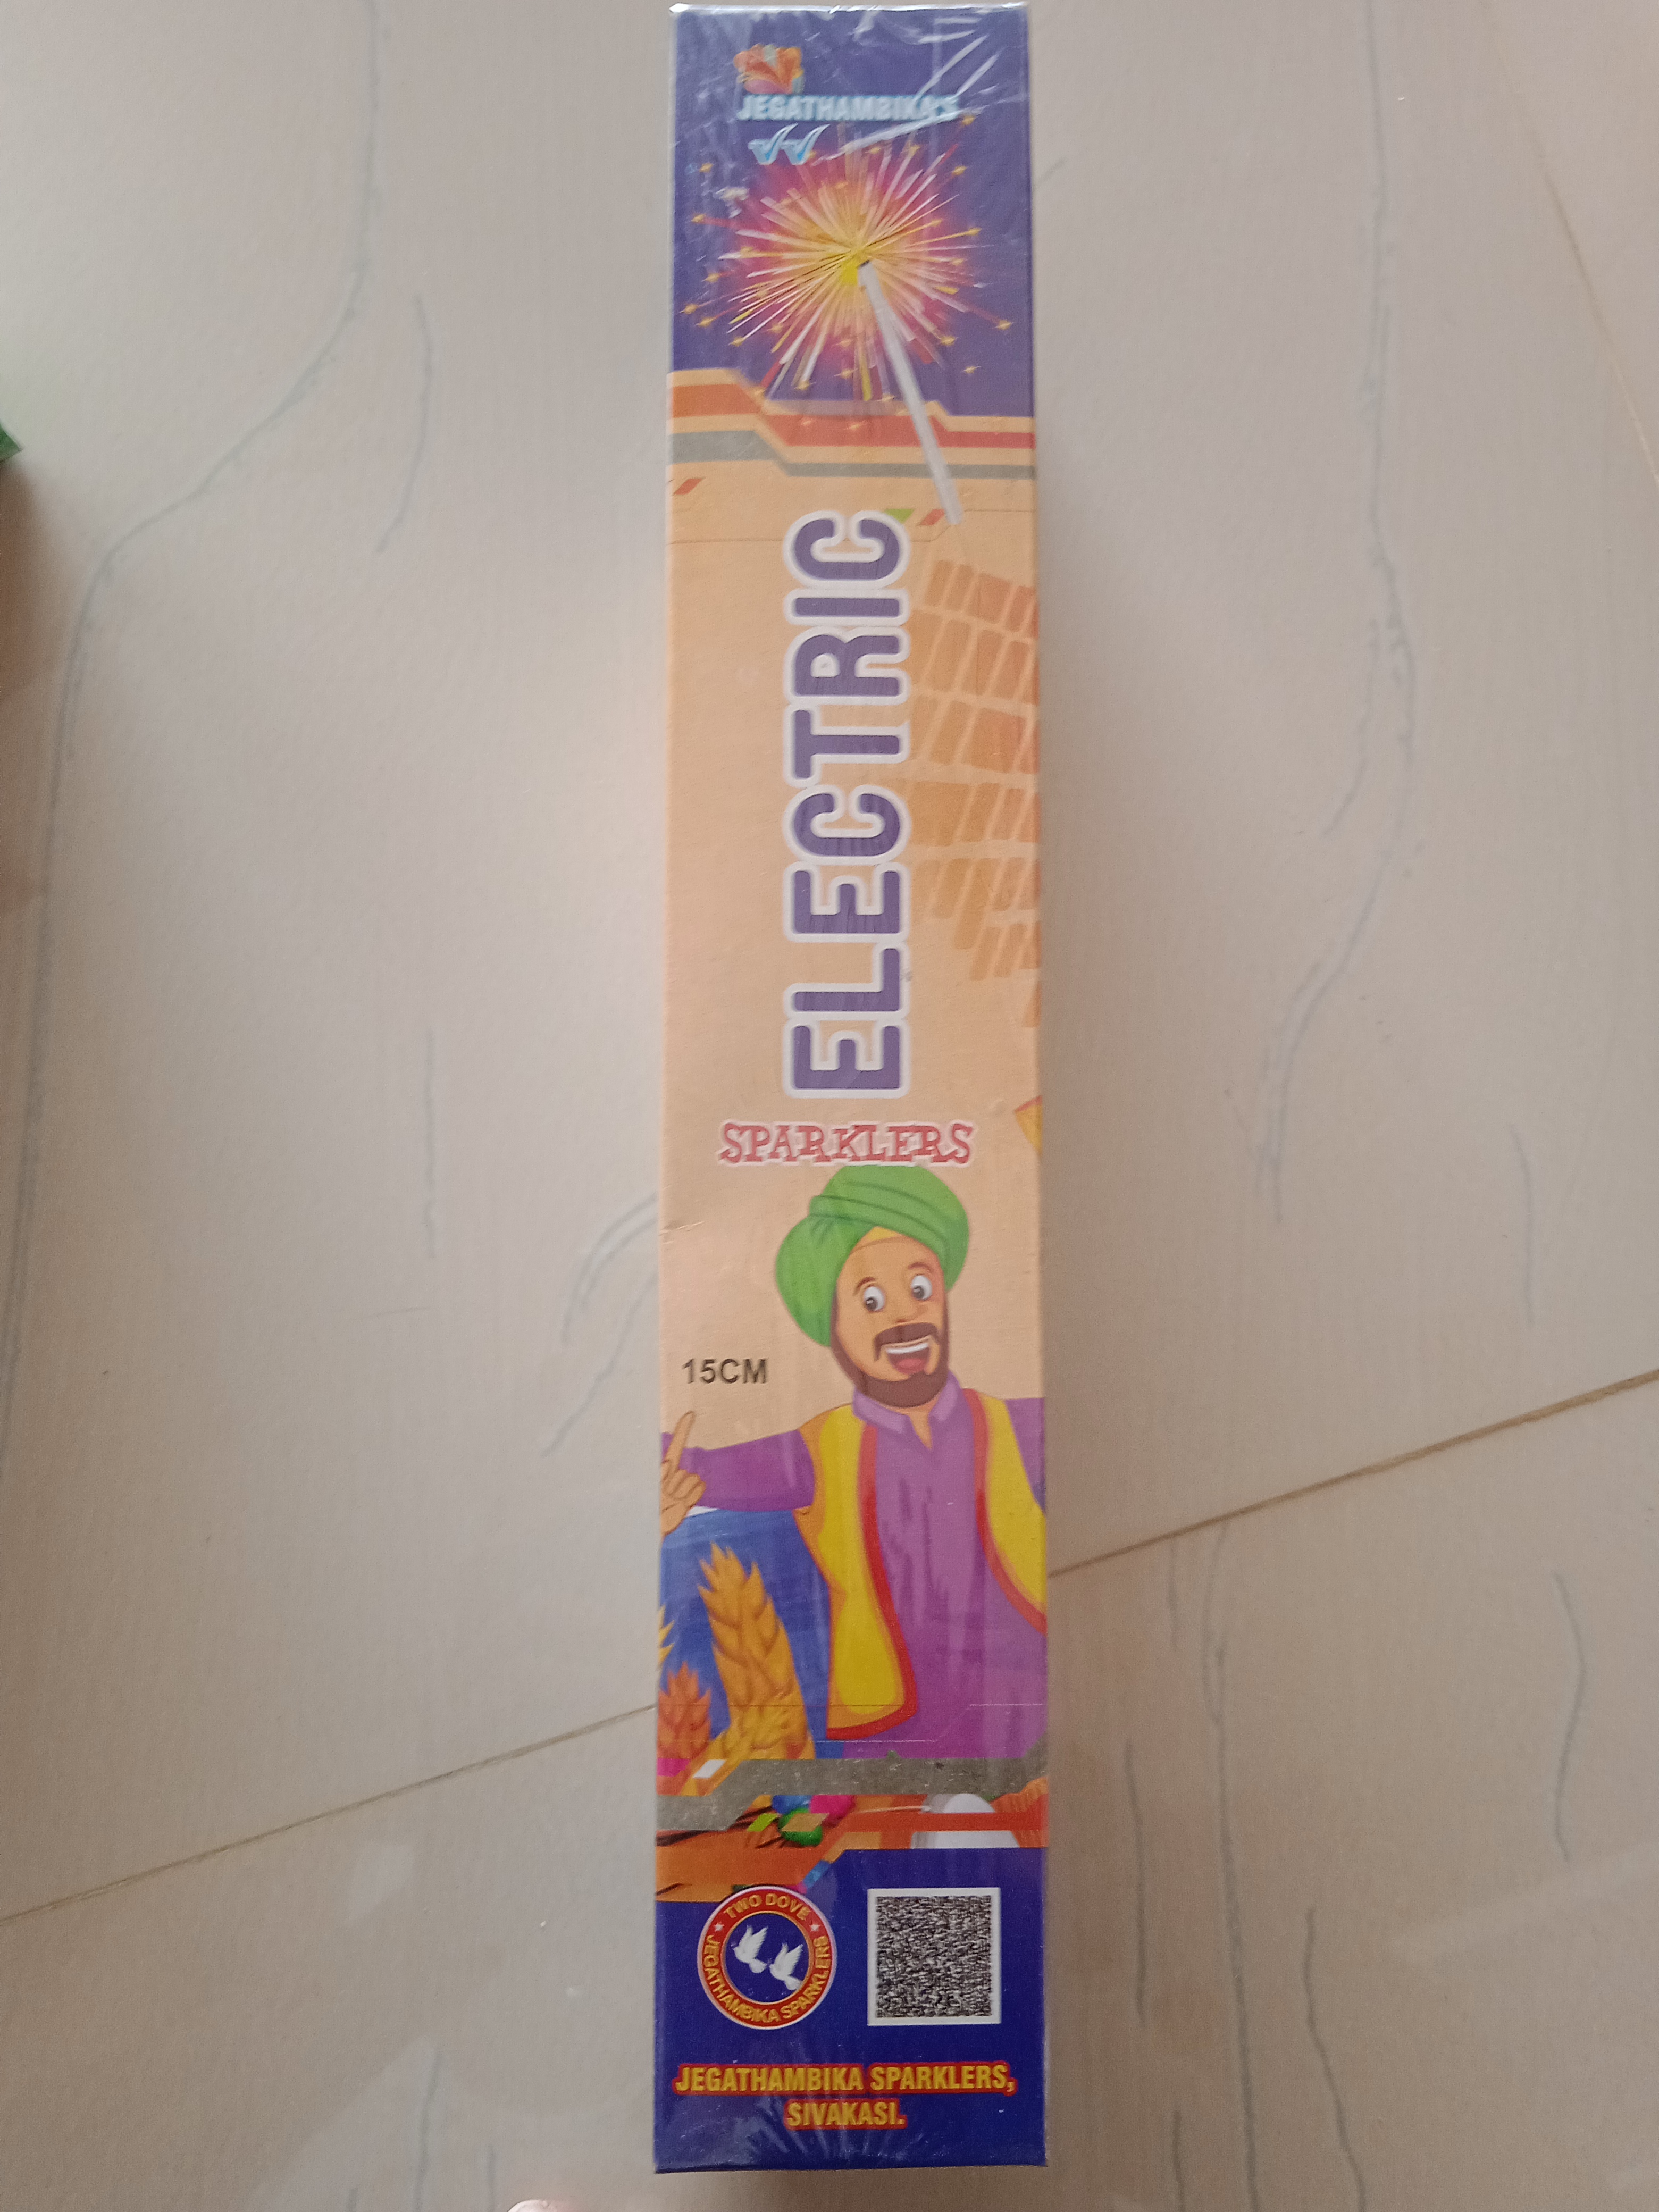 JEGATHAMBIKA'S
ELECTRIC
SPARKLERS
15CM
TWO DOVE
JEGATHAMBIKA SPARKLERS
JEGATHAMBIKA SPARKLERS,
SIVAKASI.